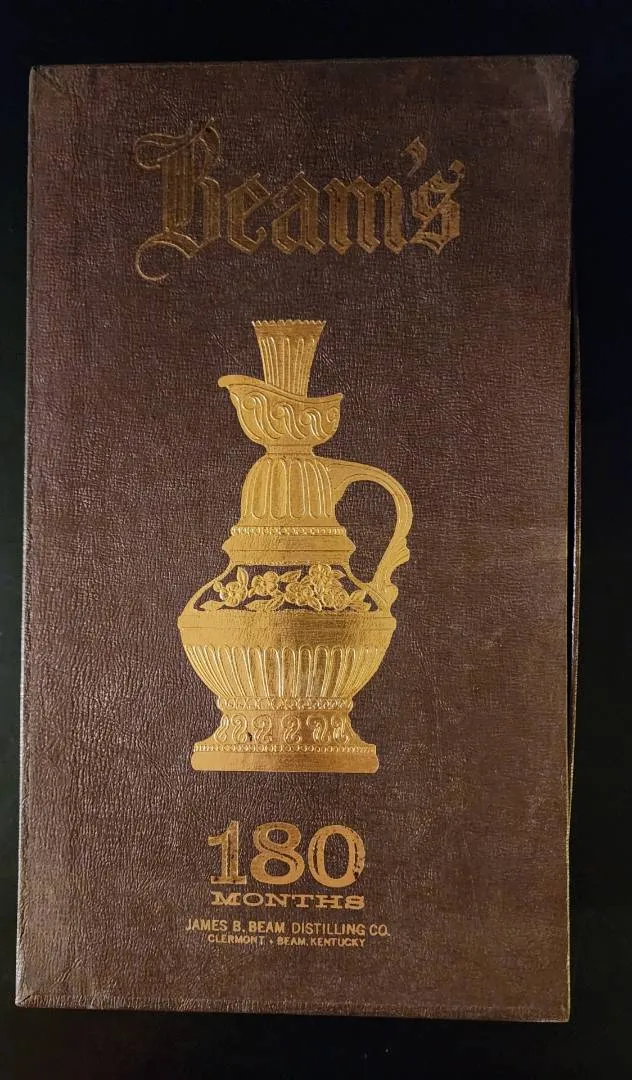 Beam's
180
MONTHS
JAMES B. BEAM DISTILLING CO.
CLERMONT • BEAM, KENTUCKY